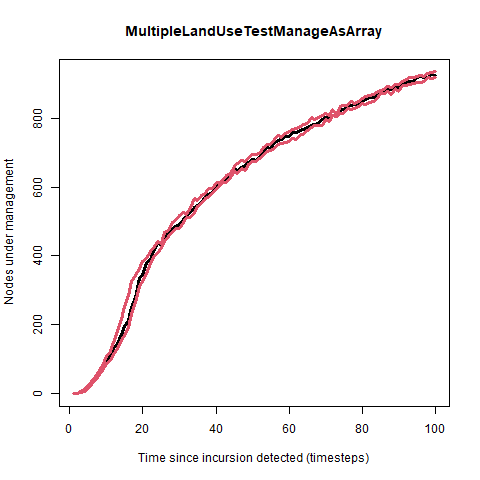 MultipleLandUseTestManageAsArray
Nodes under management
800
600
400
200
0
0 20 40 60 80 100
Time since incursion detected (timesteps)